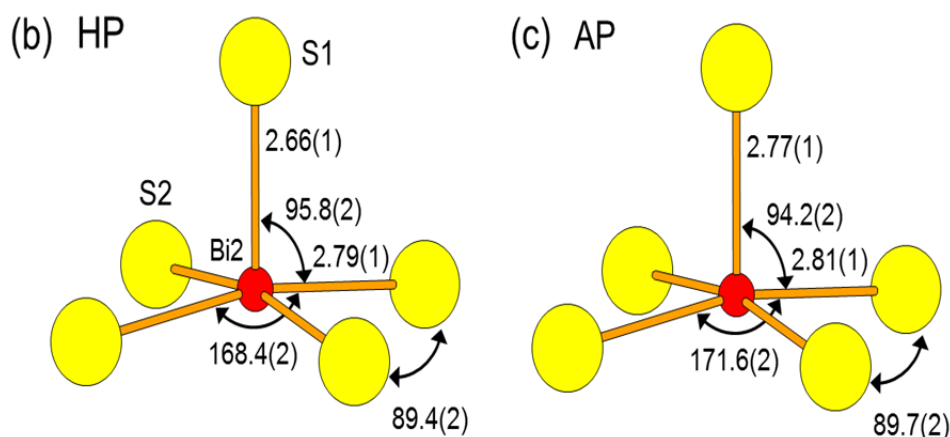 (b) HP
S1
2.66(1)
S2
95.8(2)
Bi2
2.79(1)
168.4(2)
89.4(2)
(c) AP
2.77(1)
94.2(2)
2.81(1)
171.6(2)
89.7(2)